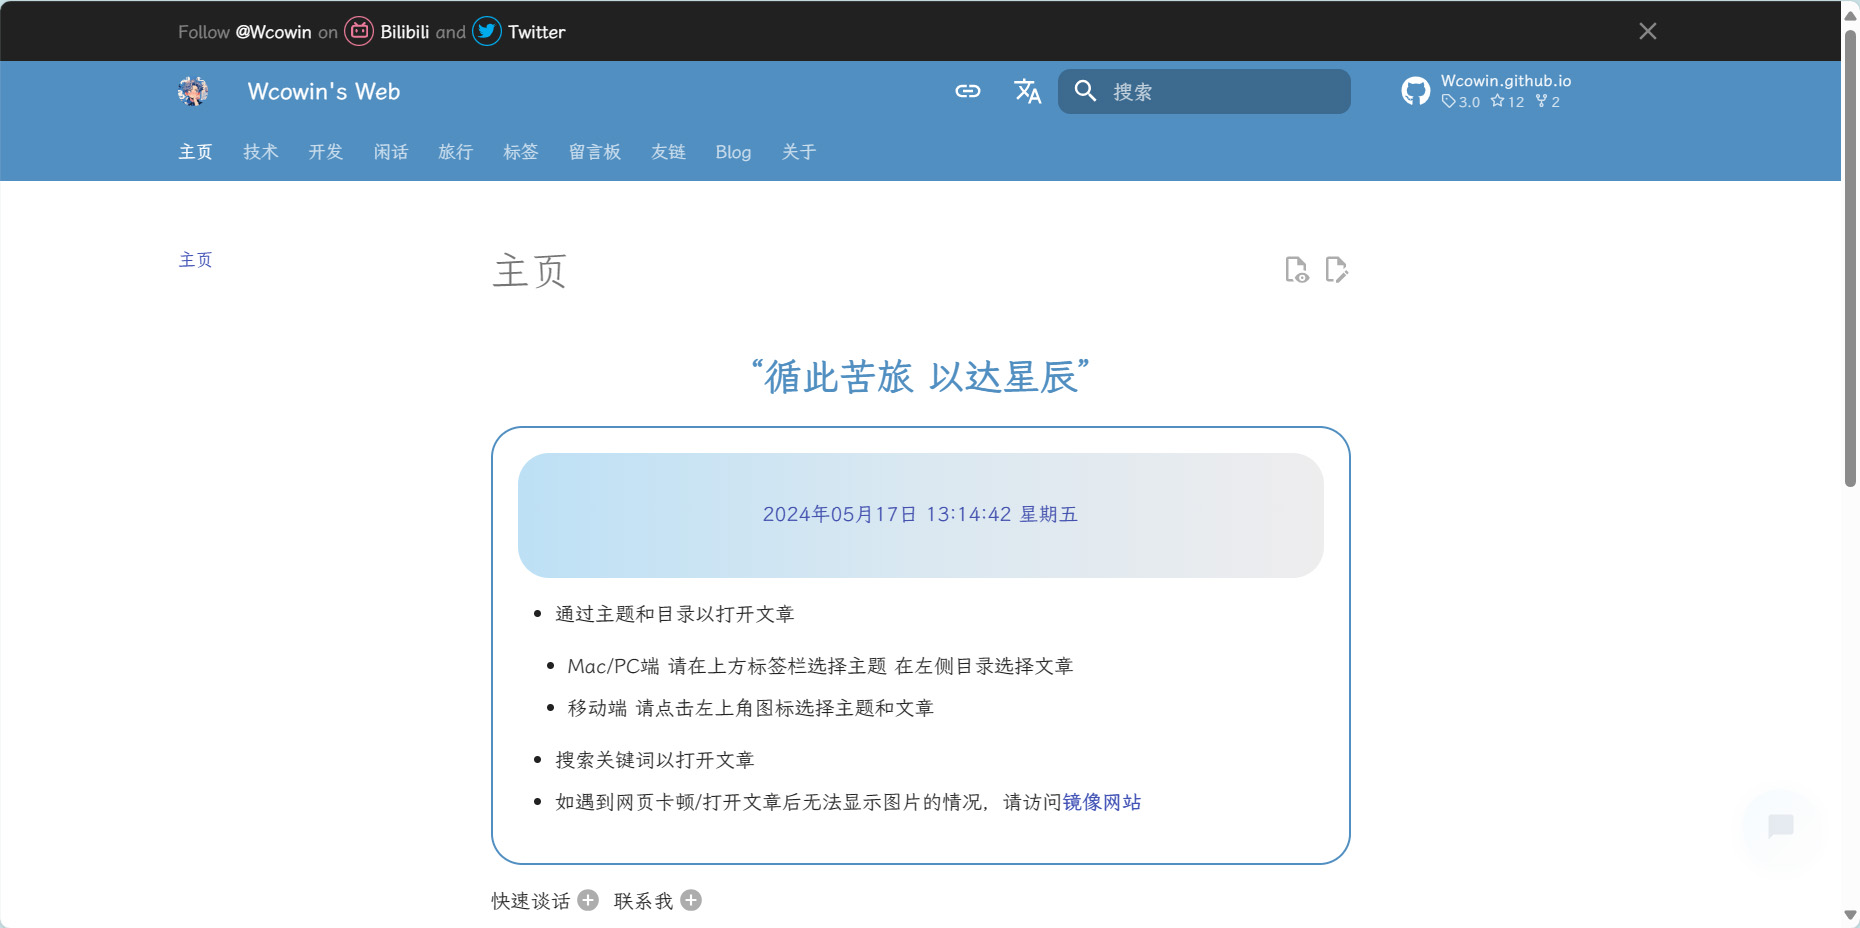 Follow @Wcowin on Bilibili and Twitter
Wcowin's Web
搜索
Wcowin.github.io
3.0 12 2
主页 技术 开发 闲话 旅行 标签 留言板 友链 Blog 关于
主页
主页
“循此苦旅 以达星辰”
2024年05月17日 13:14:42 星期五
通过主题和目录以打开文章
Mac/PC端 请在上方标签栏选择主题 在左侧目录选择文章
移动端 请点击左上角图标选择主题和文章
搜索关键词以打开文章
如遇到网页卡顿/打开文章后无法显示图片的情况，请访问镜像网站
快速谈话 联系我